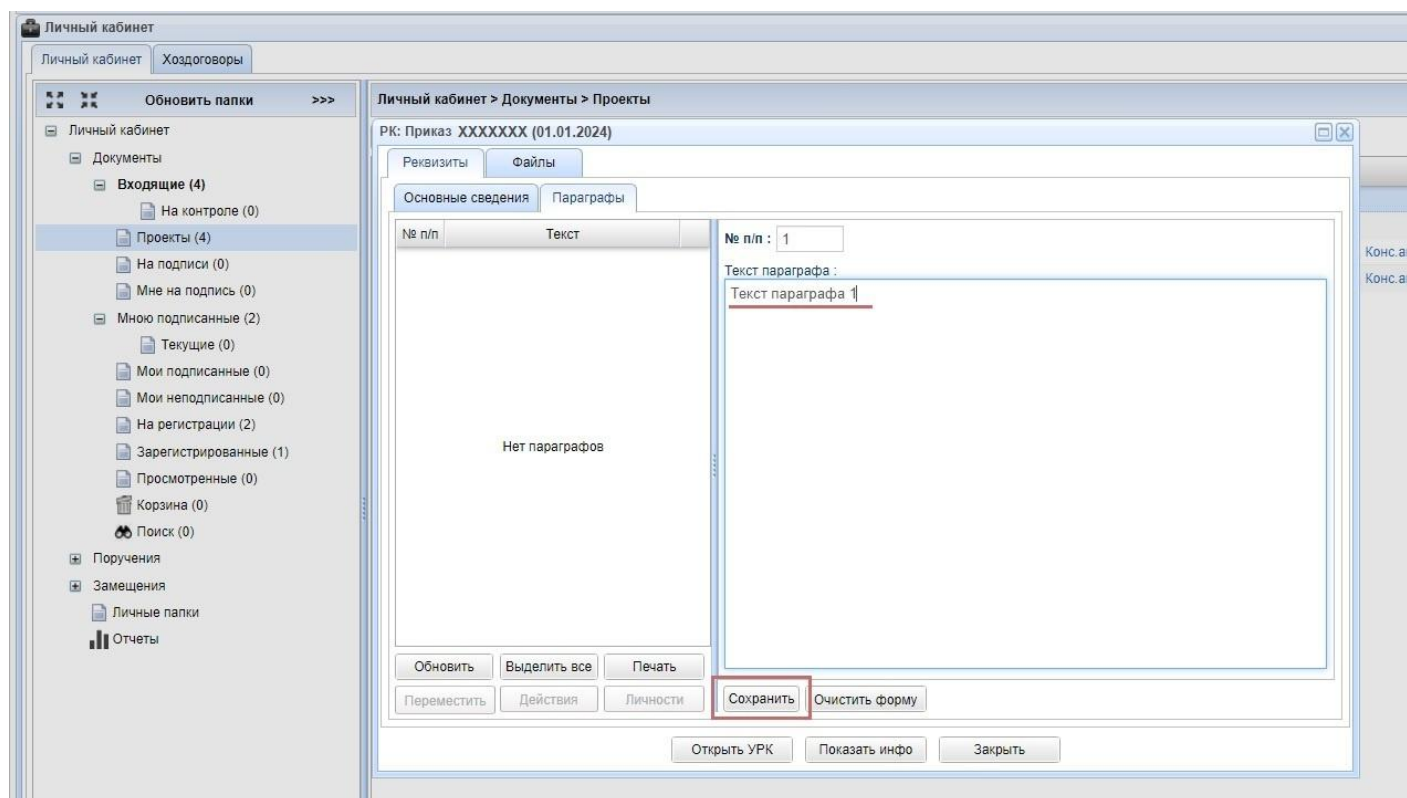 Личный кабинет
Личный кабинет Хоздоговоры
Обновить папки >>>
Личный кабинет > Документы > Проекты
Личный кабинет
Документы
Входящие (4)
На контроле (0)
Проекты (4)
На подписи (0)
Мне на подпись (0)
Мною подписанные (2)
Текущие (0)
Мои подписанные (0)
Мои неподписанные (0)
На регистрации (2)
Зарегистрированные (1)
Просмотренные (0)
Корзина (0)
Поиск (0)
Поручения
Замещения
Личные папки
Отчеты
РК: Приказ XXXXXXX (01.01.2024)
Реквизиты Файлы
Основные сведения Параграфы
№ п/п Текст
Нет параграфов
№ п/п : 1
Текст параграфа :
Текст параграфа 1
Обновить Выделить все Печать
Переместить Действия Личности
Сохранить Очистить форму
Открыть УРК Показать инфо Закрыть